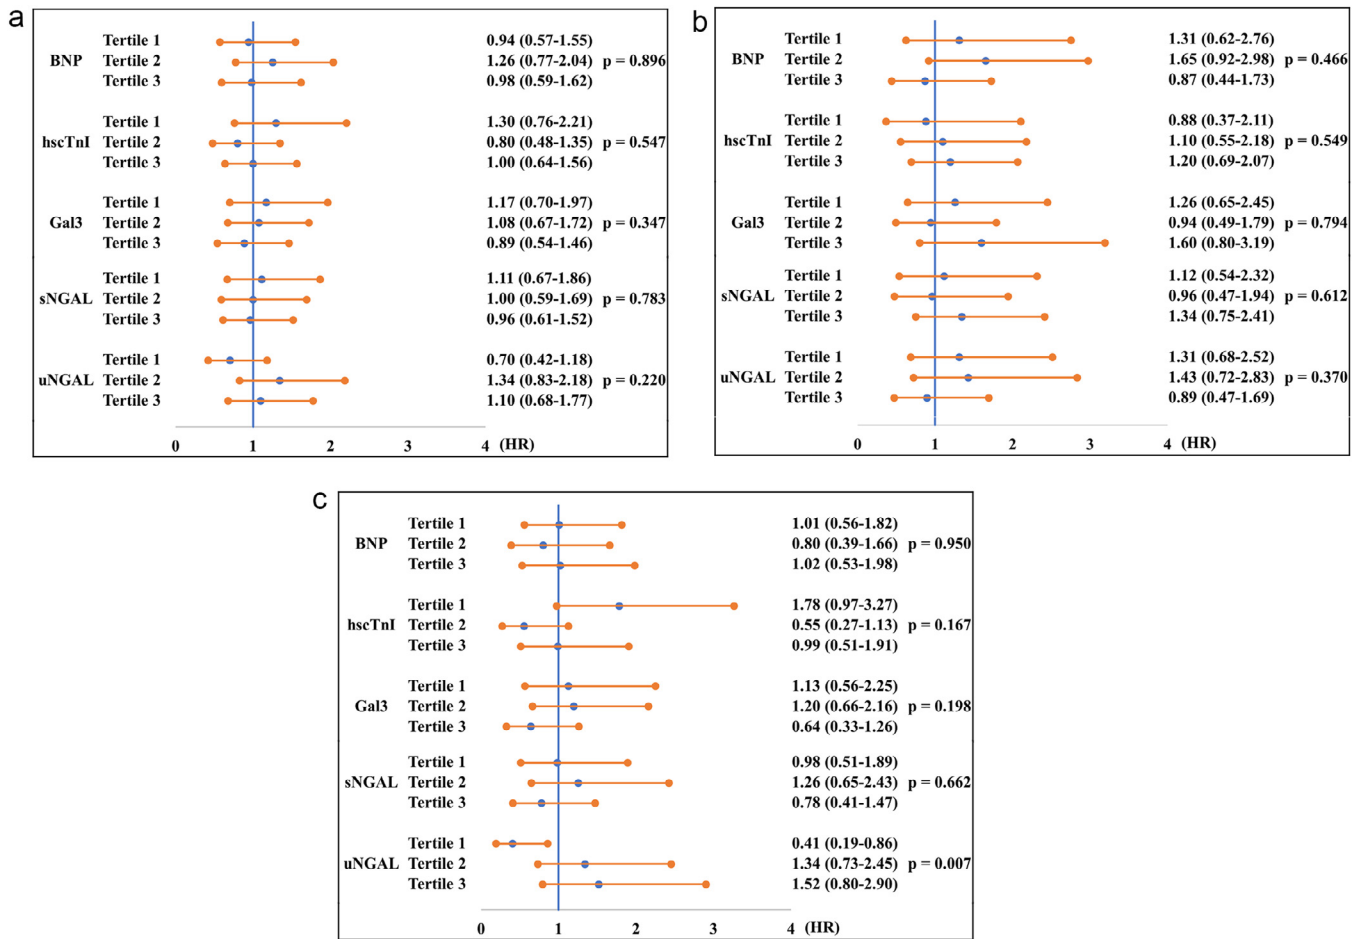 a
Tertile 1 0.94 (0.57-1.55)
BNP Tertile 2 1.26 (0.77-2.04) p = 0.896
Tertile 3 0.98 (0.59-1.62)
Tertile 1 1.30 (0.76-2.21)
hscTnI Tertile 2 0.80 (0.48-1.35) p = 0.547
Tertile 3 1.00 (0.64-1.56)
Tertile 1 1.17 (0.70-1.97)
Gal3 Tertile 2 1.08 (0.67-1.72) p = 0.347
Tertile 3 0.89 (0.54-1.46)
Tertile 1 1.11 (0.67-1.86)
sNGAL Tertile 2 1.00 (0.59-1.69) p = 0.783
Tertile 3 0.96 (0.61-1.52)
Tertile 1 0.70 (0.42-1.18)
uNGAL Tertile 2 1.34 (0.83-2.18) p = 0.220
Tertile 3 1.10 (0.68-1.77)
0 1 2 3 4 (HR)
b
Tertile 1 1.31 (0.62-2.76)
BNP Tertile 2 1.65 (0.92-2.98) p = 0.466
Tertile 3 0.87 (0.44-1.73)
Tertile 1 0.88 (0.37-2.11)
hscTnI Tertile 2 1.10 (0.55-2.18) p = 0.549
Tertile 3 1.20 (0.69-2.07)
Tertile 1 1.26 (0.65-2.45)
Gal3 Tertile 2 0.94 (0.49-1.79) p = 0.794
Tertile 3 1.60 (0.80-3.19)
Tertile 1 1.12 (0.54-2.32)
sNGAL Tertile 2 0.96 (0.47-1.94) p = 0.612
Tertile 3 1.34 (0.75-2.41)
Tertile 1 1.31 (0.68-2.52)
uNGAL Tertile 2 1.43 (0.72-2.83) p = 0.370
Tertile 3 0.89 (0.47-1.69)
0 1 2 3 4 (HR)
c
Tertile 1 1.01 (0.56-1.82)
BNP Tertile 2 0.80 (0.39-1.66) p = 0.950
Tertile 3 1.02 (0.53-1.98)
Tertile 1 1.78 (0.97-3.27)
hscTnI Tertile 2 0.55 (0.27-1.13) p = 0.167
Tertile 3 0.99 (0.51-1.91)
Tertile 1 1.13 (0.56-2.25)
Gal3 Tertile 2 1.20 (0.66-2.16) p = 0.198
Tertile 3 0.64 (0.33-1.26)
Tertile 1 0.98 (0.51-1.89)
sNGAL Tertile 2 1.26 (0.65-2.43) p = 0.662
Tertile 3 0.78 (0.41-1.47)
Tertile 1 0.41 (0.19-0.86)
uNGAL Tertile 2 1.34 (0.73-2.45) p = 0.007
Tertile 3 1.52 (0.80-2.90)
0 1 2 3 4 (HR)